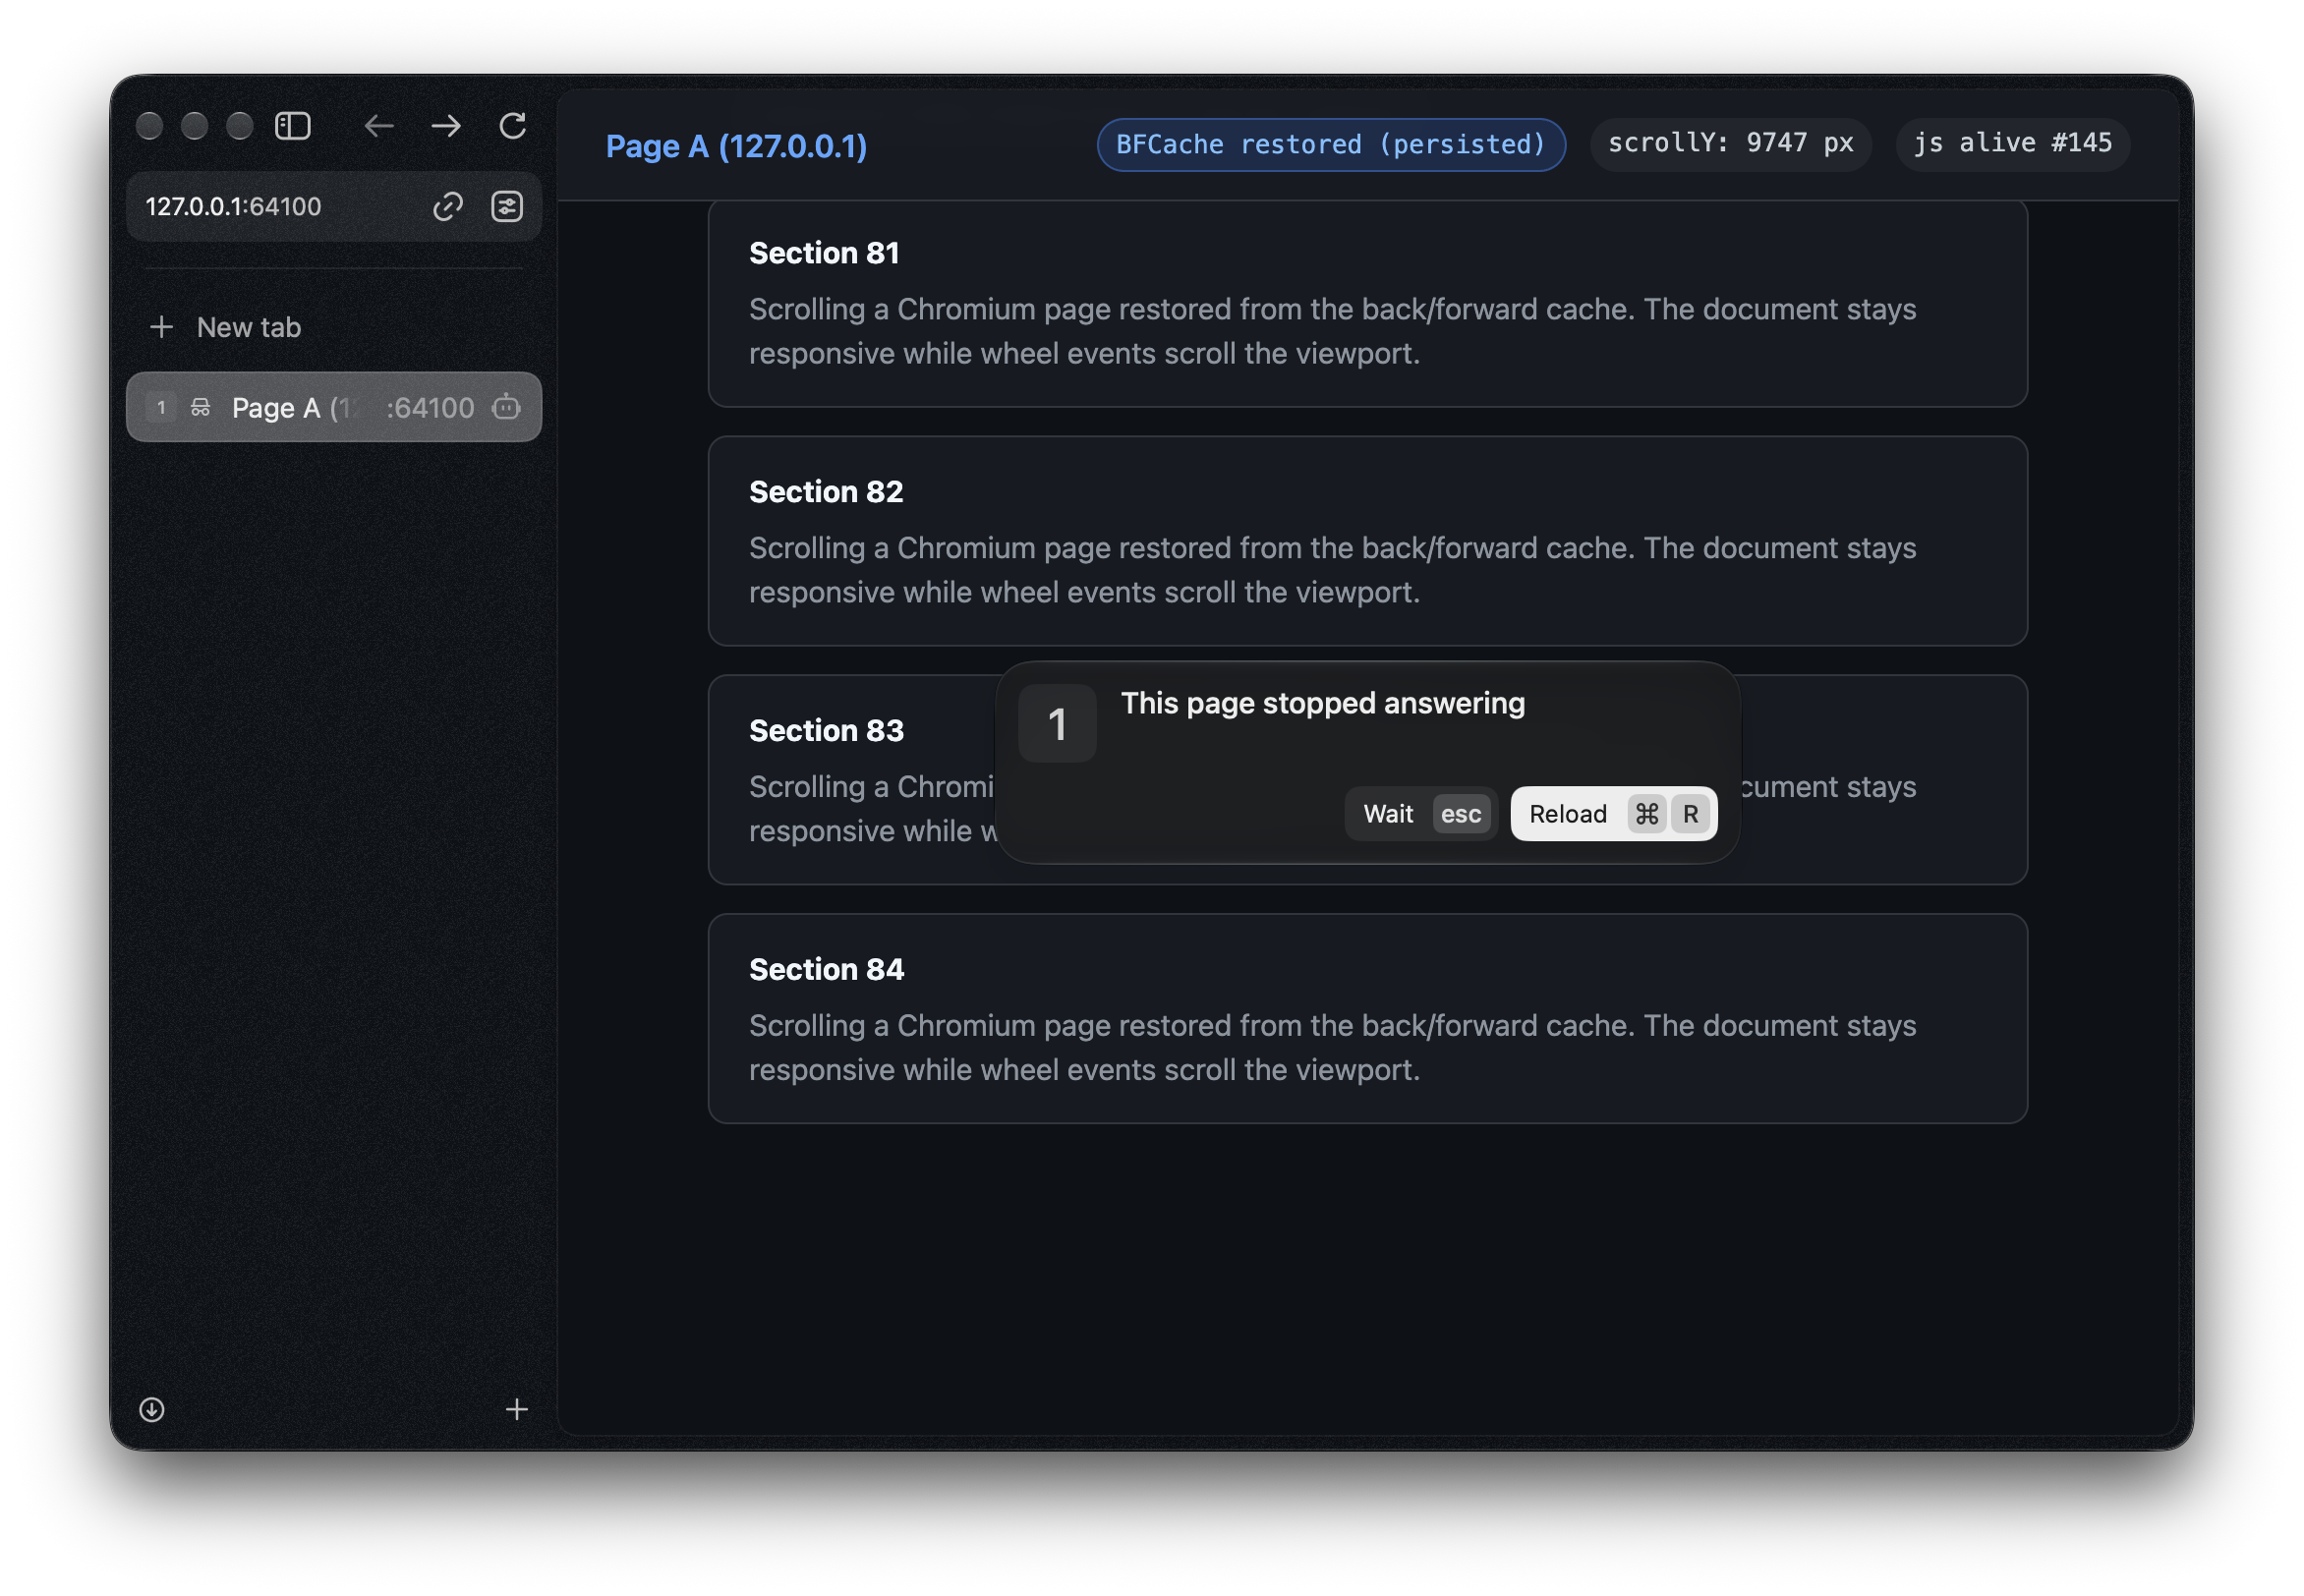 127.0.0.1:64100
New tab
1 Page A (12 :64100
Page A (127.0.0.1)
BFCache restored (persisted)
scrollY: 9747 px
js alive #145
Section 81
Scrolling a Chromium page restored from the back/forward cache. The document stays
responsive while wheel events scroll the viewport.
Section 82
Scrolling a Chromium page restored from the back/forward cache. The document stays
responsive while wheel events scroll the viewport.
Section 83
Scrolling a Chromi
cument stays
responsive while w
1
This page stopped answering
Wait esc
Reload ⌘ R
Section 84
Scrolling a Chromium page restored from the back/forward cache. The document stays
responsive while wheel events scroll the viewport.